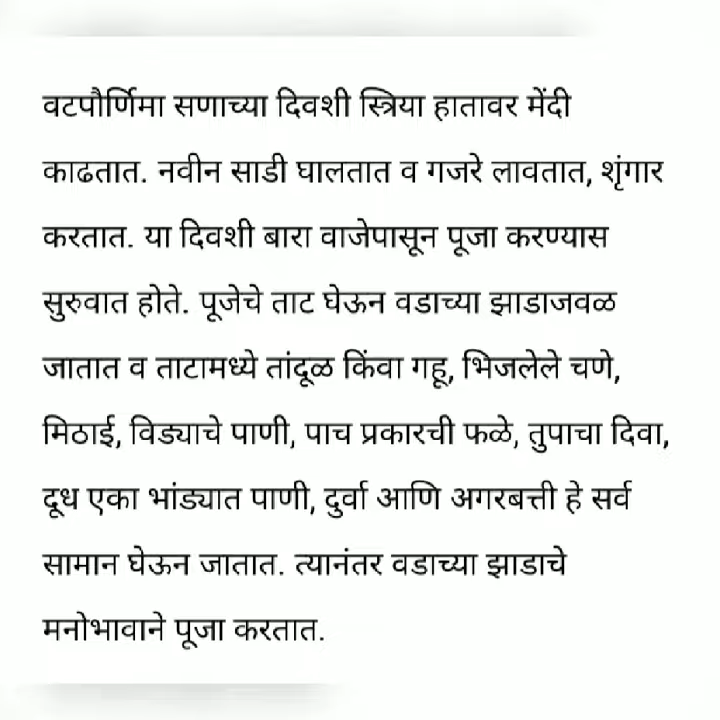 वटपौर्णिमा सणाच्या दिवशी स्त्रिया हातावर मेंदी
काढतात. नवीन साडी घालतात व गजरे लावतात, शृंगार
करतात. या दिवशी बारा वाजेपासून पूजा करण्यास
सुरुवात होते. पूजेचे ताट घेऊन वडाच्या झाडाजवळ
जातात व ताटामध्ये तांदूळ किंवा गहू, भिजलेले चणे,
मिठाई, विड्याचे पाणी, पाच प्रकारची फळे, तुपाचा दिवा,
दूध एका भांड्यात पाणी, दुर्वा आणि अगरबत्ती हे सर्व
सामान घेऊन जातात. त्यानंतर वडाच्या झाडाचे
मनोभावाने पूजा करतात.